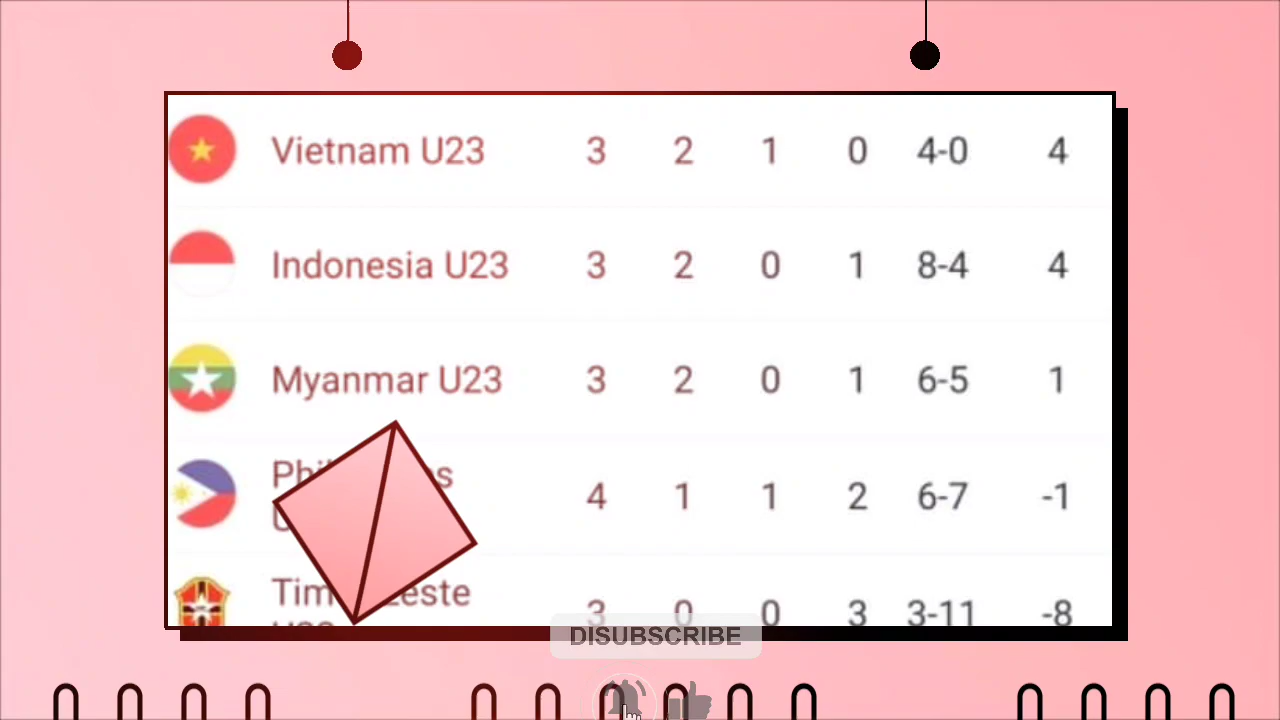 Vietnam U23 3 2 1 0 4-0 4
Indonesia U23 3 2 0 1 8-4 4
Myanmar U23 3 2 0 1 6-5 1
4 1 1 2 6-7 -1
3 0 0 3 3-11 -8
DISUBSCRIBE